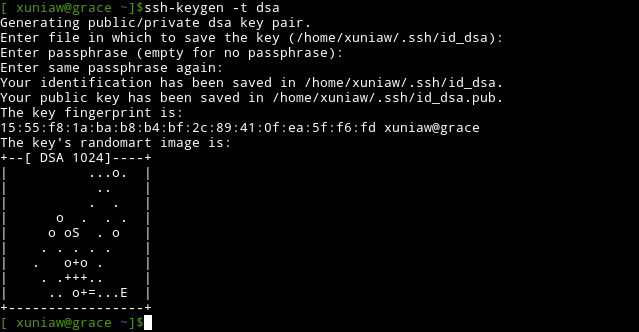 [ xuniaw@grace ~]$ssh-keygen -t dsa
Generating public/private dsa key pair.
Enter file in which to save the key (/home/xuniaw/.ssh/id_dsa):
Enter passphrase (empty for no passphrase):
Enter same passphrase again:
Your identification has been saved in /home/xuniaw/.ssh/id_dsa.
Your public key has been saved in /home/xuniaw/.ssh/id_dsa.pub.
The key fingerprint is:
15:55:f8:1a:ba:b8:b4:bf:2c:89:41:0f:ea:5f:f6:fd xuniaw@grace
The key's randomart image is:
+--[ DSA 1024]----+
|          ...o.  |
|           ..    |
|          .  .   |
|      o  .  . .  |
|     o oS  . o   |
|    . . . . .    |
|   .   o+o .     |
|    . .+++..     |
|     .. o+=...E  |
+-----------------+
[ xuniaw@grace ~]$